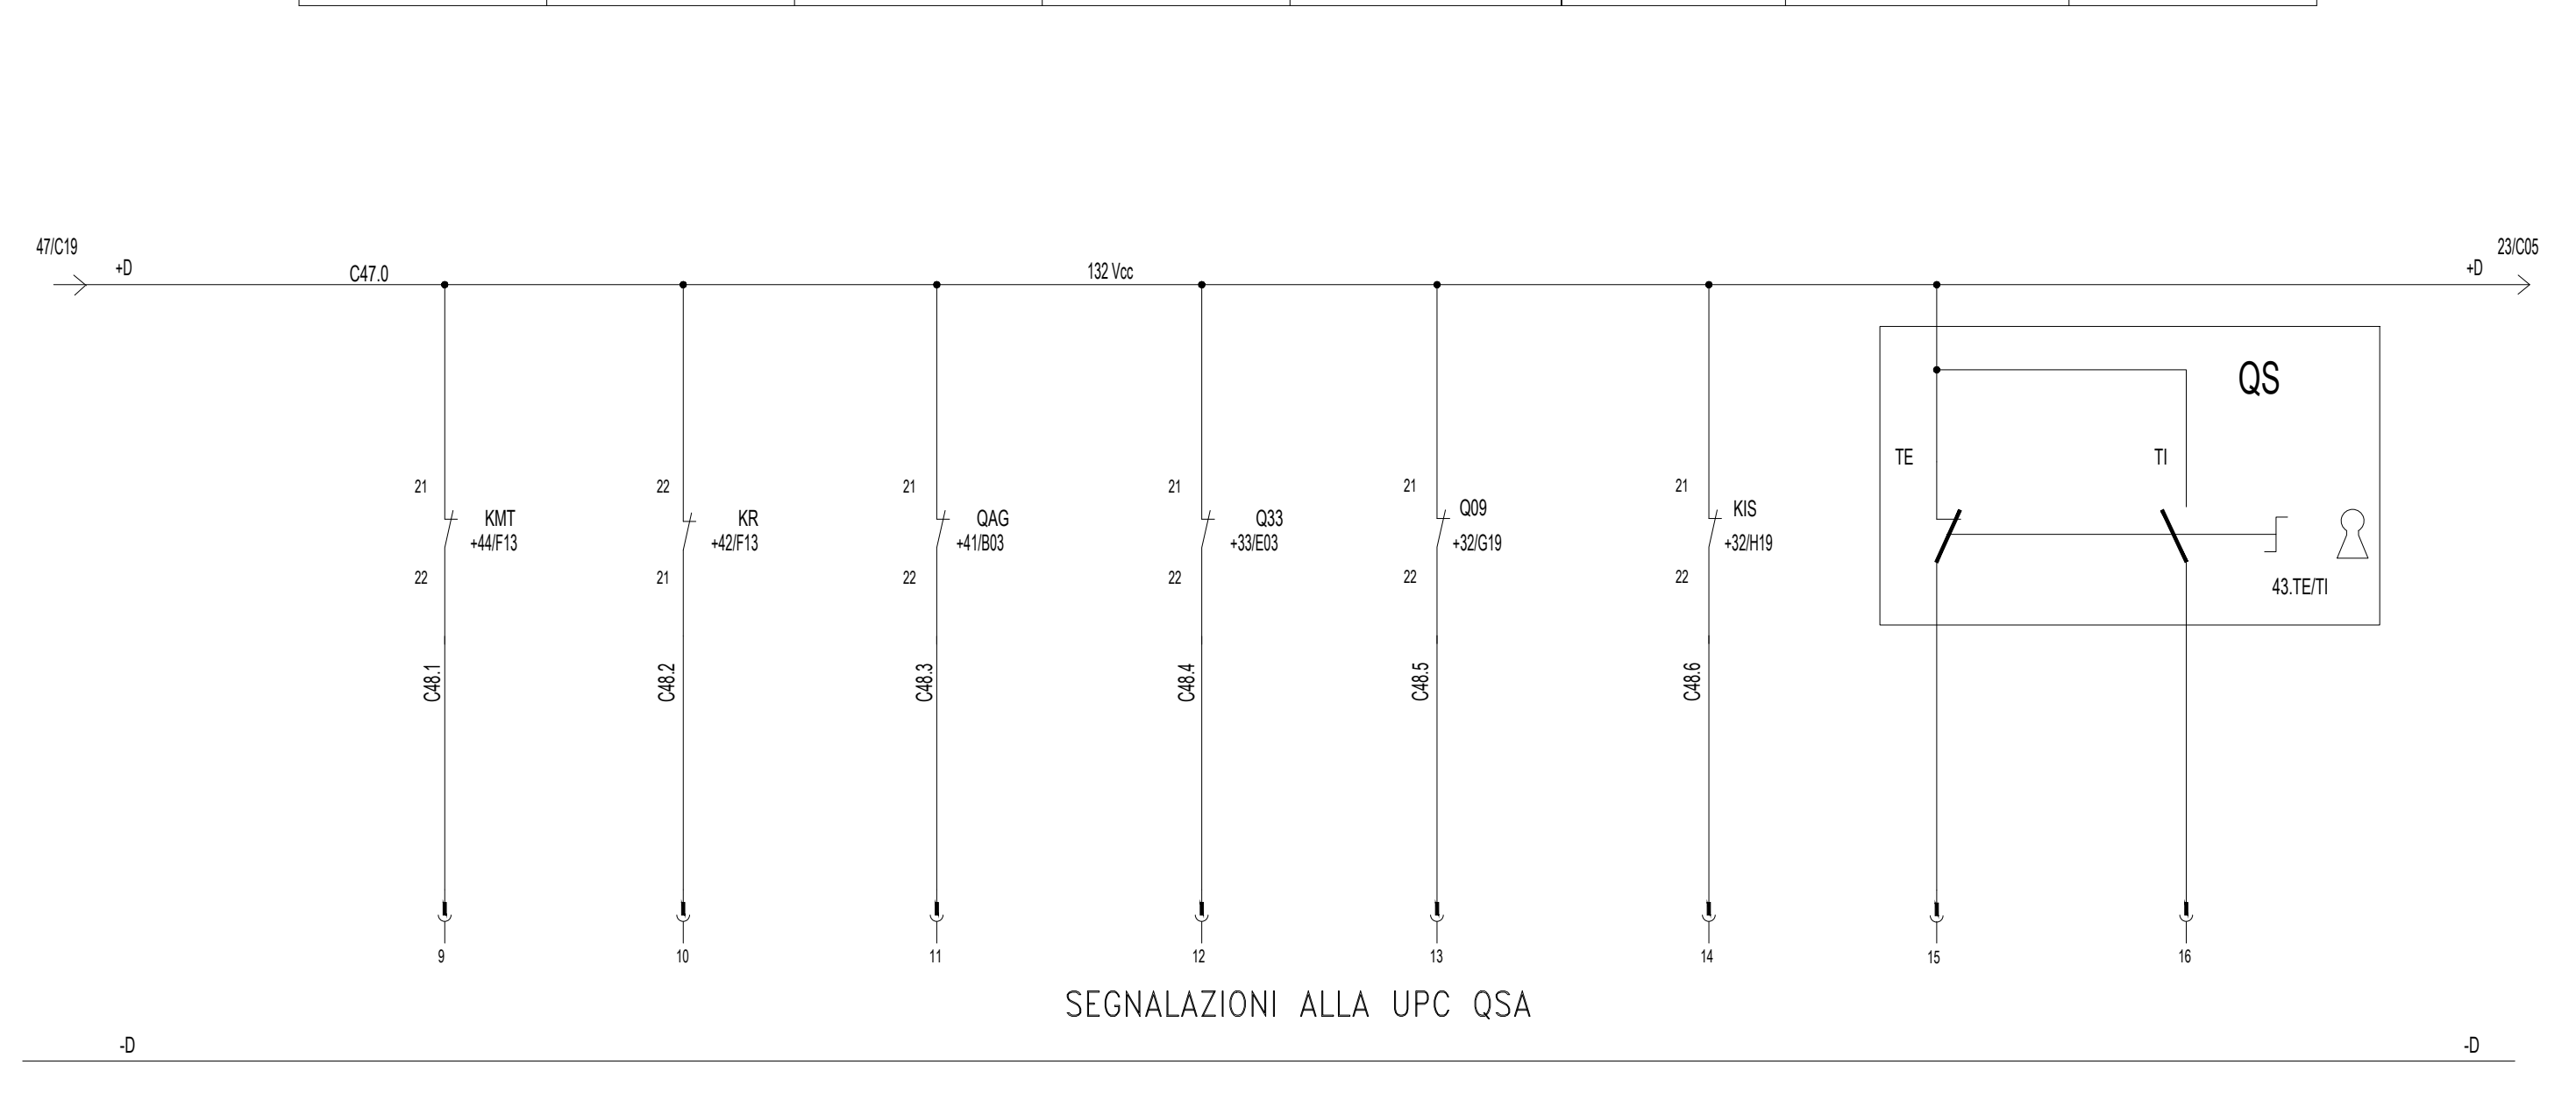 47/C19
23/C05
+D
C47.0
132 Vcc
+D
QS
TE
TI
21
22
21
21
21
21
KMT
KR
QAG
Q33
Q09
KIS
+44/F13
+42/F13
+41/B03
+33/E03
+32/G19
+32/H19
22
21
22
22
22
22
43.TE/TI
C48.1
C48.2
C48.3
C48.4
C48.5
C48.6
9
10
11
12
13
14
15
16
SEGNALAZIONI ALLA UPC QSA
-D
-D